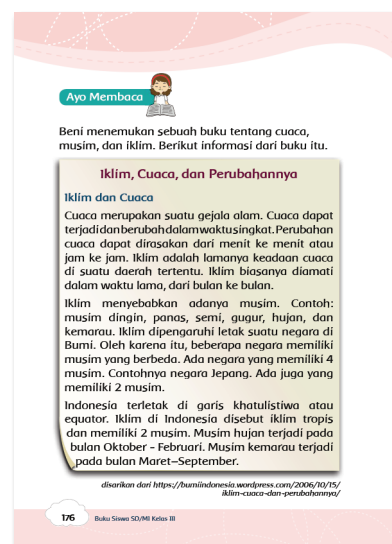 Ayo Membaca
Beni menemukan sebuah buku tentang cuaca,
musim, dan iklim. Berikut informasi dari buku itu.
Iklim, Cuaca, dan Perubahannya
Iklim dan Cuaca
Cuaca merupakan suatu gejala alam. Cuaca dapat
terjadi dan berubah dalam waktu singkat. Perubahan
cuaca dapat dirasakan dari menit ke menit atau
jam ke jam. Iklim adalah lamanya keadaan cuaca
di suatu daerah tertentu. Iklim biasanya diamati
dalam waktu lama, dari bulan ke bulan.
Iklim menyebabkan adanya musim. Contoh:
musim dingin, panas, semi, gugur, hujan, dan
kemarau. Iklim dipengaruhi letak suatu negara di
Bumi. Oleh karena itu, beberapa negara memiliki
musim yang berbeda. Ada negara yang memiliki 4
musim. Contohnya negara Jepang. Ada juga yang
memiliki 2 musim.
Indonesia terletak di garis khatulistiwa atau
equator. Iklim di Indonesia disebut iklim tropis
dan memiliki 2 musim. Musim hujan terjadi pada
bulan Oktober - Februari. Musim kemarau terjadi
pada bulan Maret–September.
disarikan dari https://bumiindonesia.wordpress.com/2006/10/15/
iklim-cuaca-dan-perubahannya/
176 Buku Siswa SD/MI Kelas III